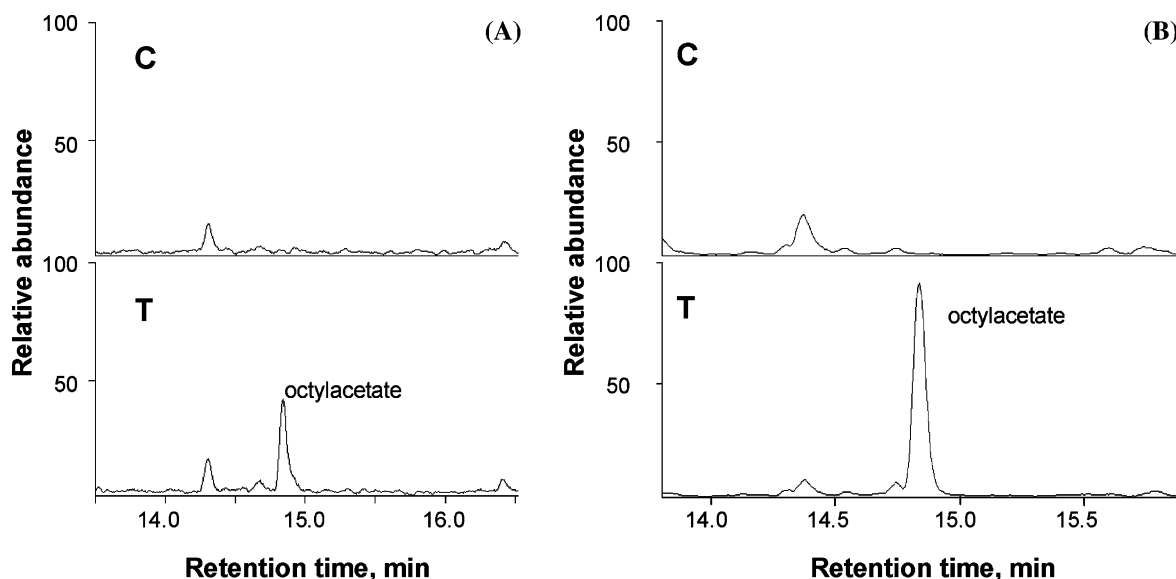 (A)
100
50
C
100
50
T
octylacetate
14.0 15.0 16.0
Relative abundance
Retention time, min
(B)
100
50
C
100
50
T
octylacetate
14.0 14.5 15.0 15.5
Relative abundance
Retention time, min